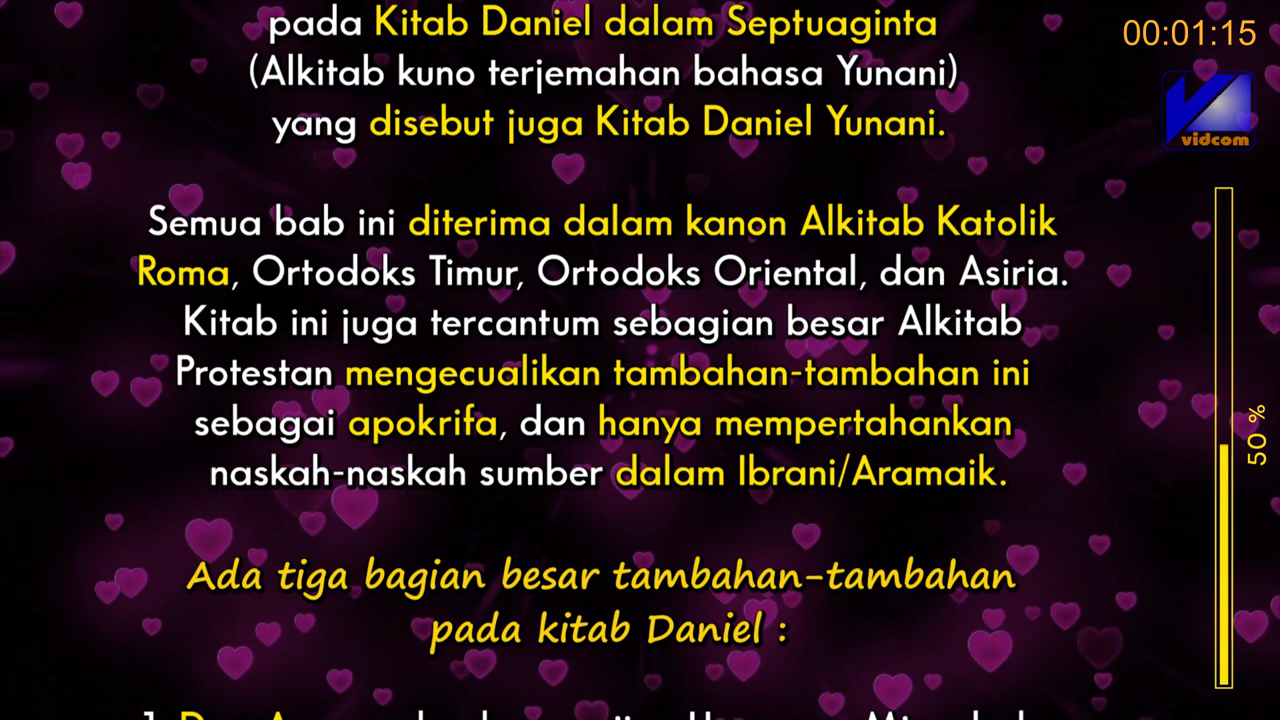 pada Kitab Daniel dalam Septuaginta
(Alkitab kuno terjemahan bahasa Yunani)
yang disebut juga Kitab Daniel Yunani.
Semua bab ini diterima dalam kanon Alkitab Katolik
Roma, Ortodoks Timur, Ortodoks Oriental, dan Asiria.
Kitab ini juga tercantum sebagian besar Alkitab
Protestan mengecualikan tambahan-tambahan ini
sebagai apokrifa, dan hanya mempertahankan
naskah-naskah sumber dalam Ibrani/Aramaik.
Ada tiga bagian besar tambahan-tambahan
pada kitab Daniel :
00:01:15
V
vidcom
50 %